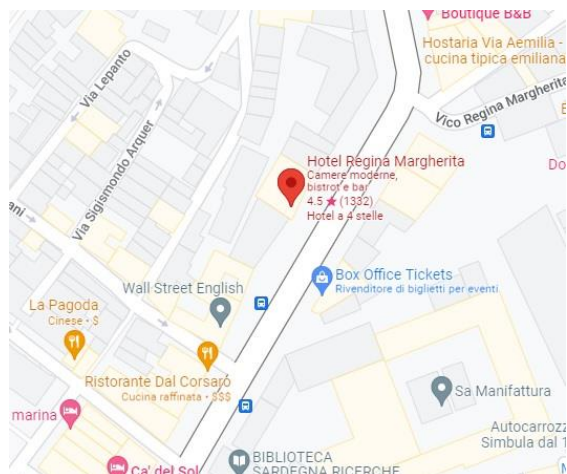 Boutique B&B
Hostaria Via Aemilia -
cucina tipica emiliana
Via Lepanto
Vico Regina Margherita
Via Sigismondo Arquer
Hotel Regina Margherita
Camere moderne,
bistrot e bar
4.5 ★ (1332)
Hotel a 4 stelle
Do
ani
Box Office Tickets
Rivenditore di biglietti per eventi
Wall Street English
La Pagoda
Cinese · $
Ristorante Dal Corsaro
Cucina raffinata · $$$
Sa Manifattura
marina
Autocarrozz
Simbula dal 1
Ca' del Sol
BIBLIOTECA
SARDEGNA RICERCHE